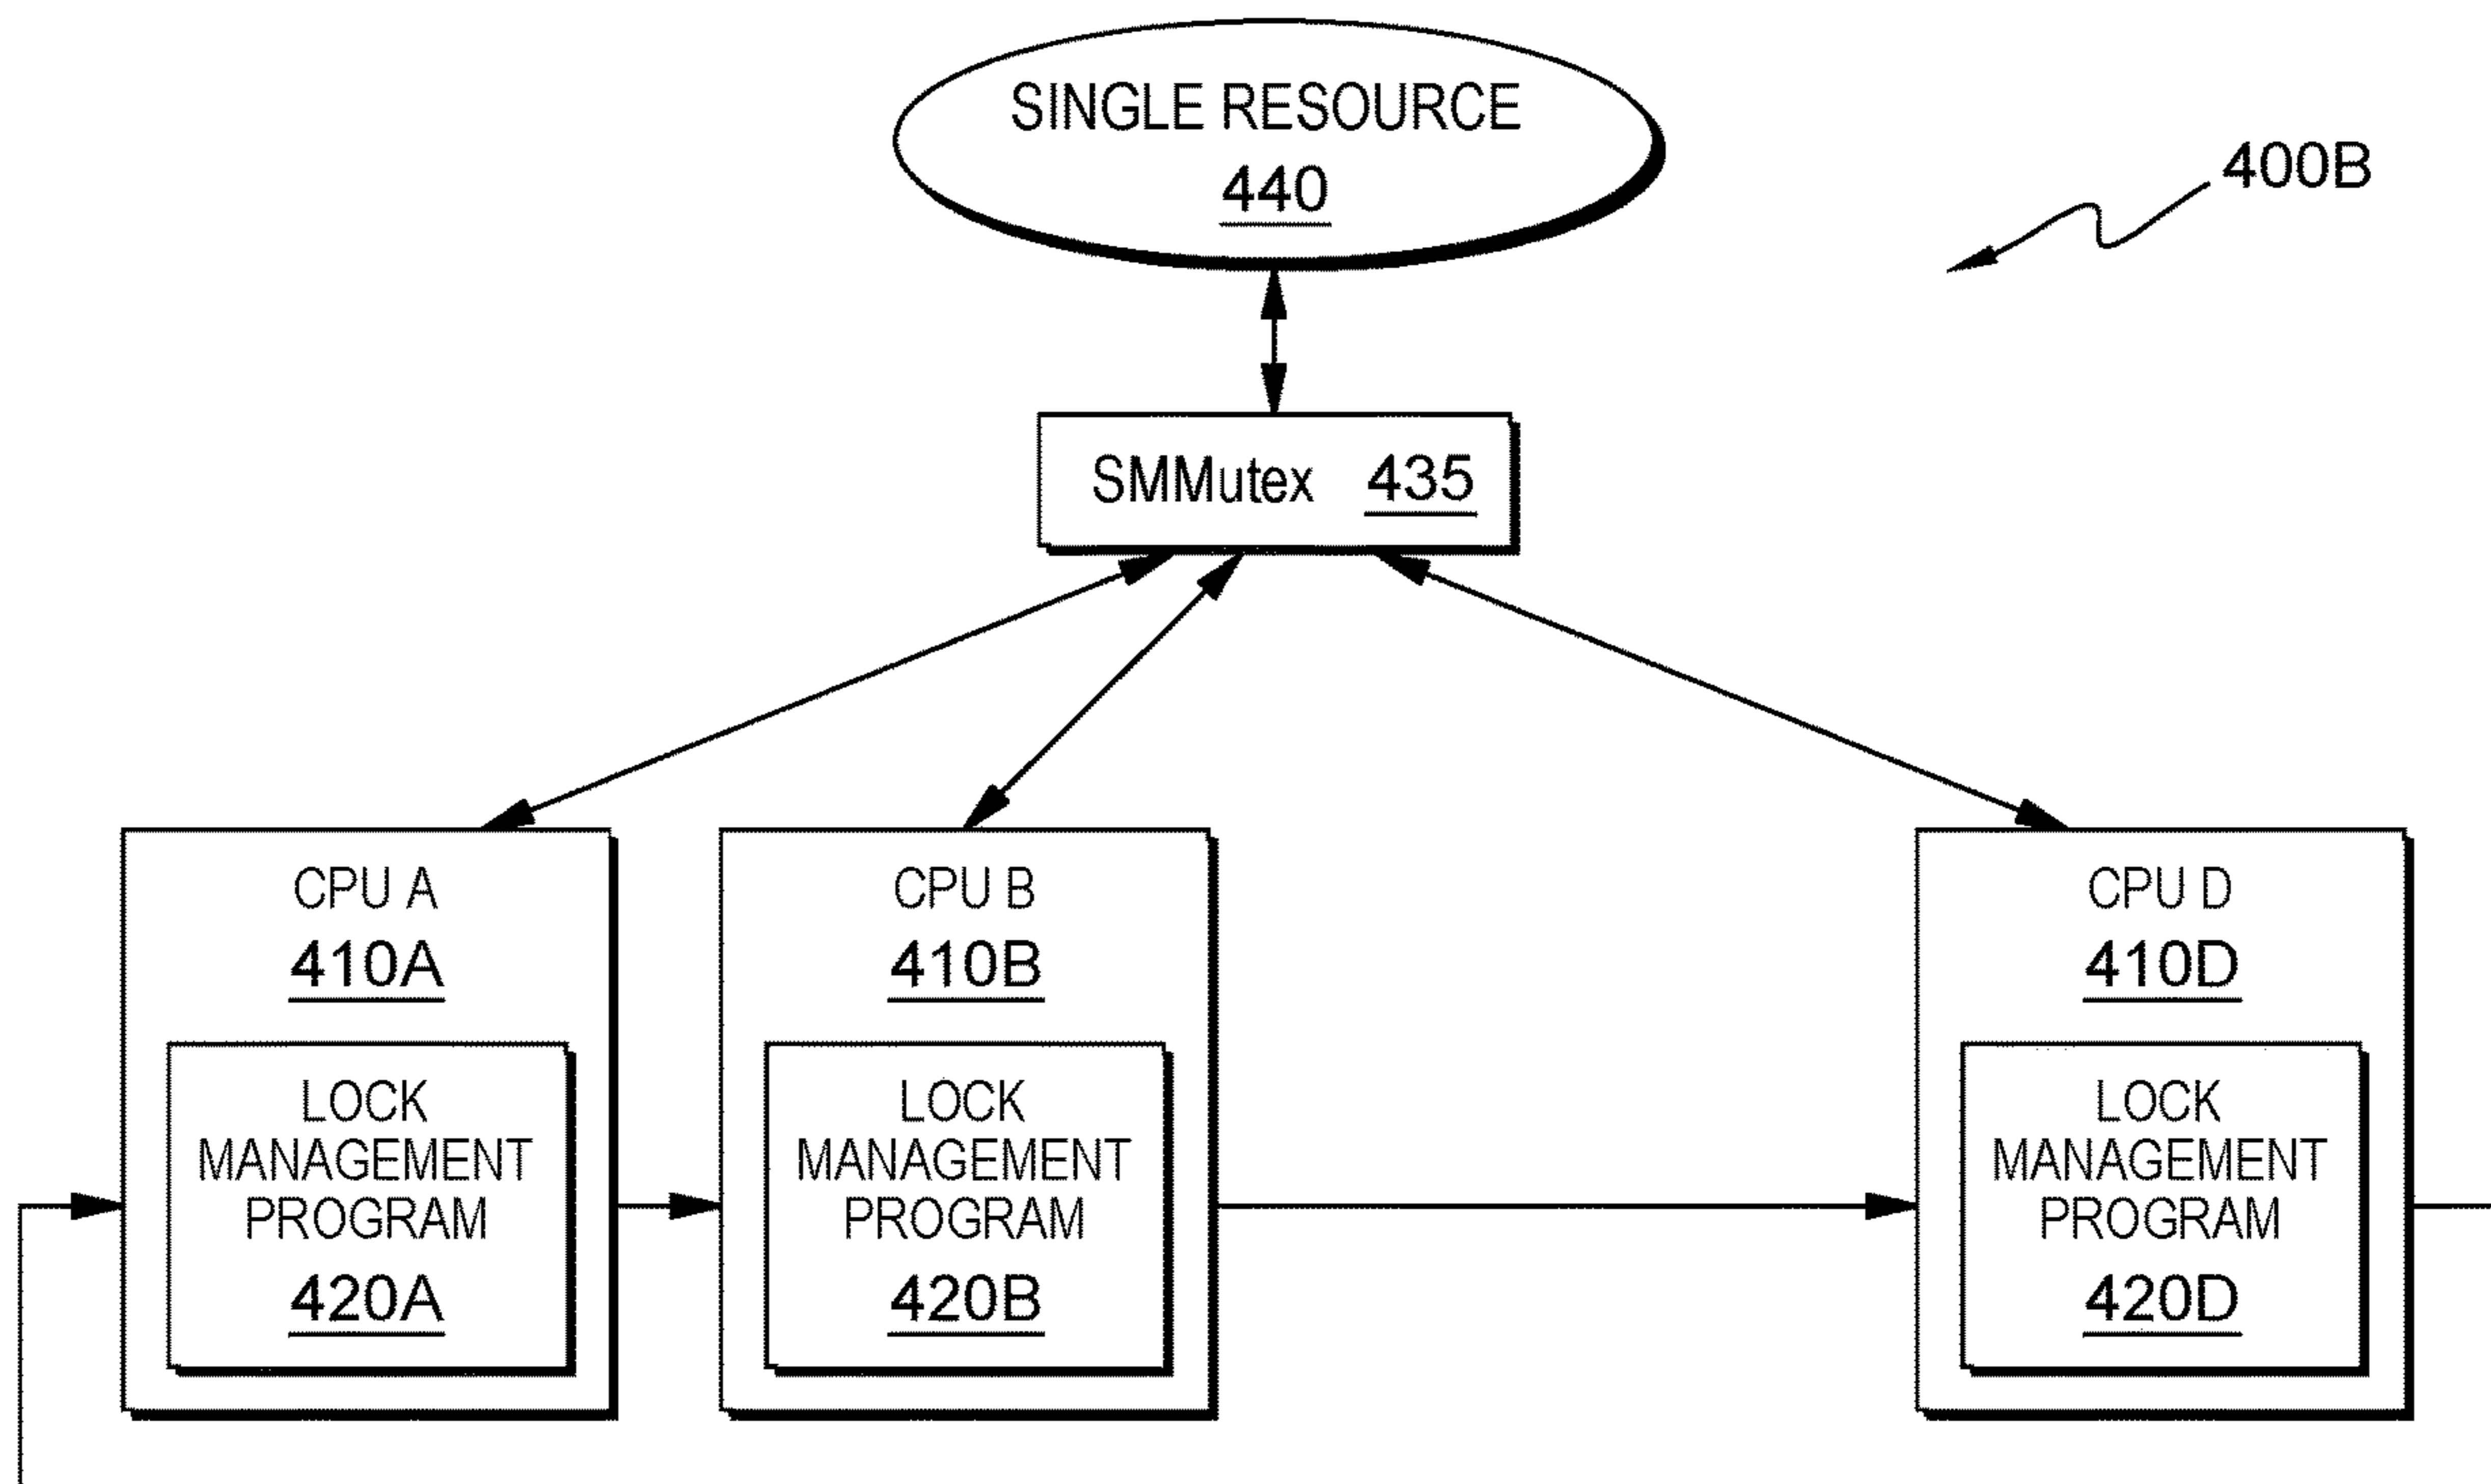 SINGLE RESOURCE
440
400B
SMMutex 435
CPU A
410A
LOCK
MANAGEMENT
PROGRAM
420A
CPU B
410B
LOCK
MANAGEMENT
PROGRAM
420B
CPU D
410D
LOCK
MANAGEMENT
PROGRAM
420D